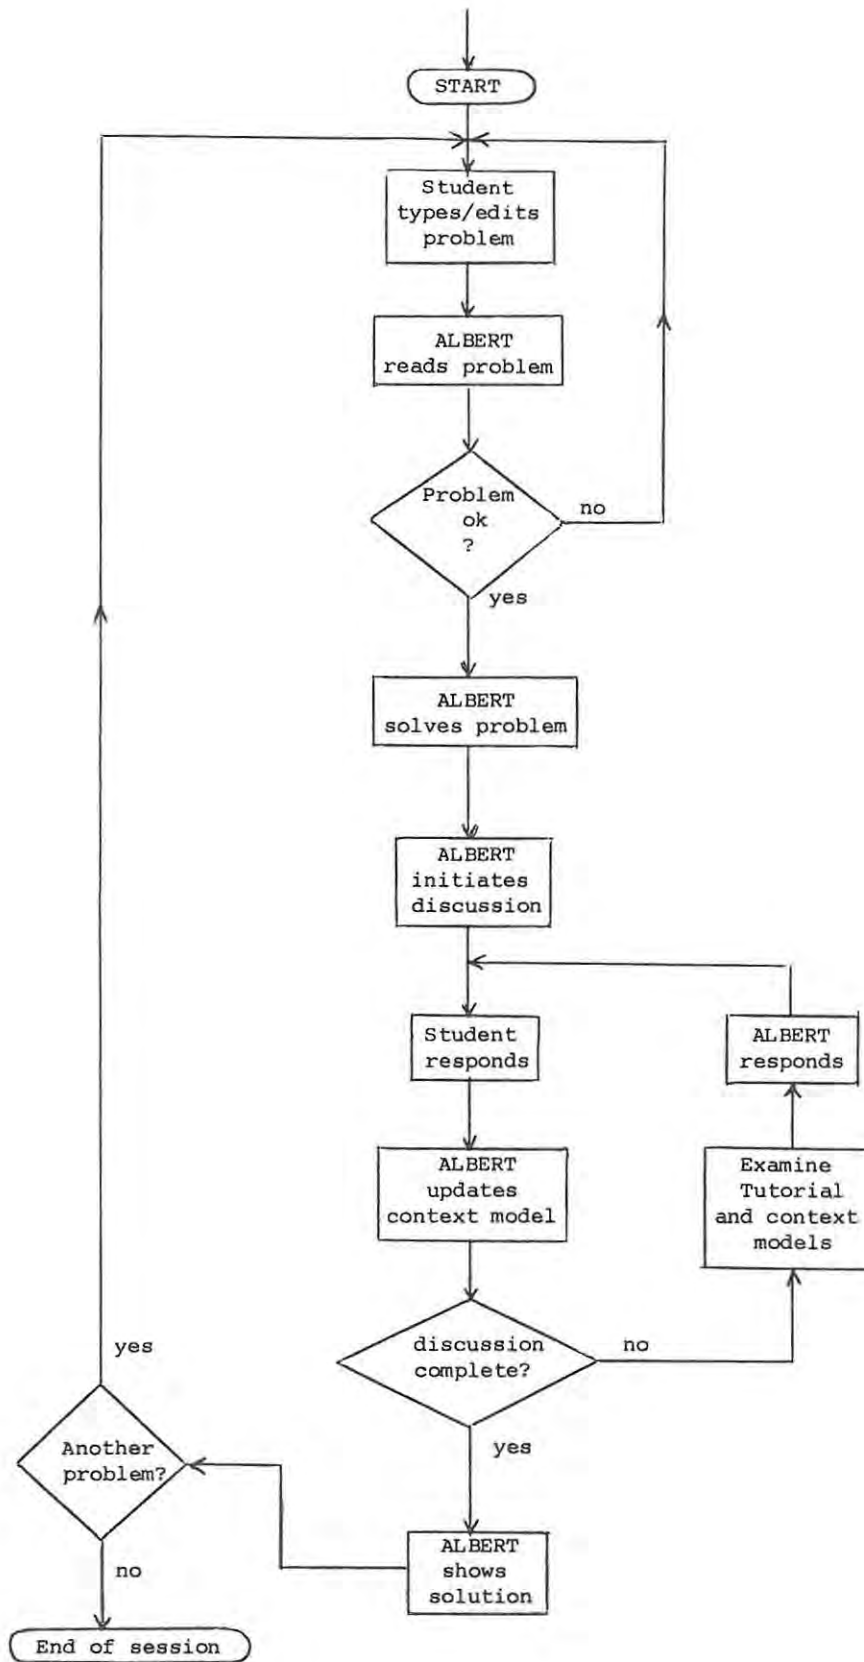 START
Student
types/edits
problem
ALBERT
reads problem
Problem
ok
?
no
yes
ALBERT
solves problem
ALBERT
initiates
discussion
Student
responds
ALBERT
responds
ALBERT
updates
context model
Examine
Tutorial
and context
models
discussion
complete?
no
yes
yes
Another
problem?
no
ALBERT
shows
solution
End of session